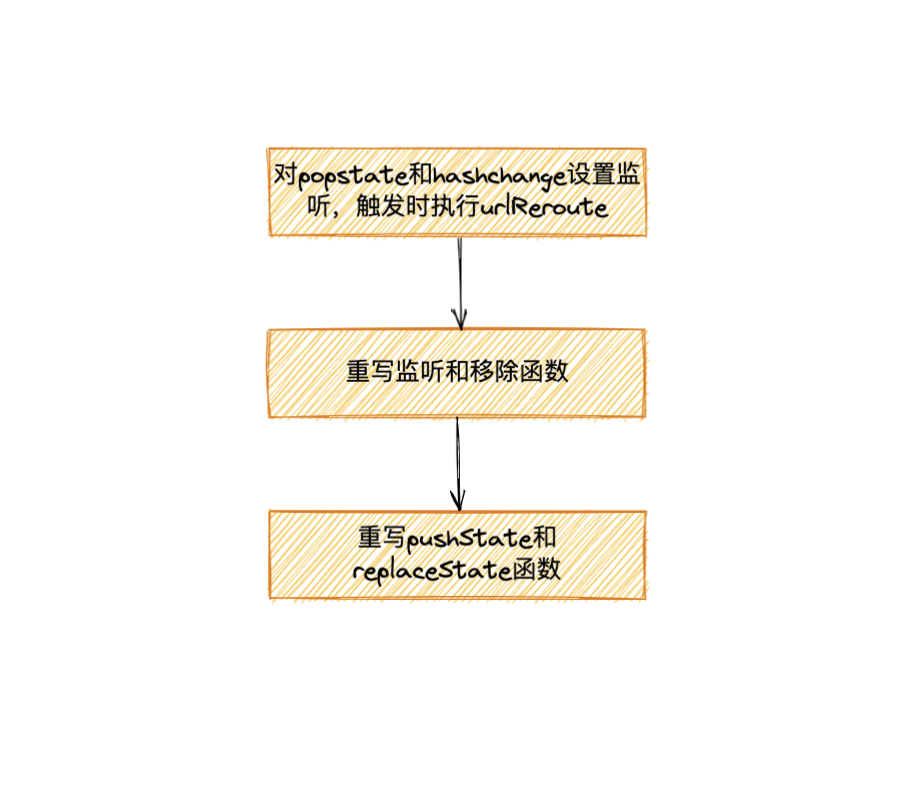 对popstate和hashchange设置监
听，触发时执行urlReroute
重写监听和移除函数
重写pushState和
replaceState函数